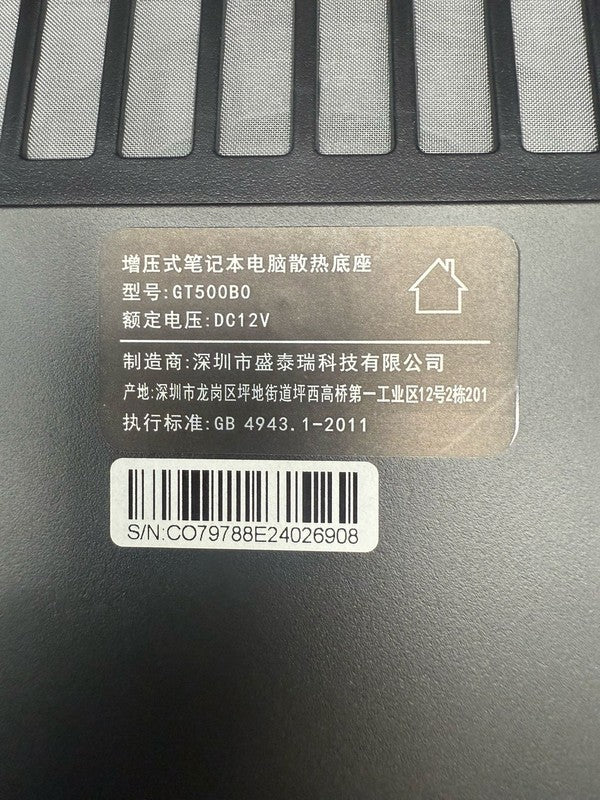 增压式笔记本电脑散热底座
型号:GT500B0
额定电压:DC12V
制造商:深圳市盛泰瑞科技有限公司
产地:深圳市龙岗区坪地街道坪西高桥第一工业区12号2栋201
执行标准:GB 4943.1-2011
S/N:CO79788E24026908